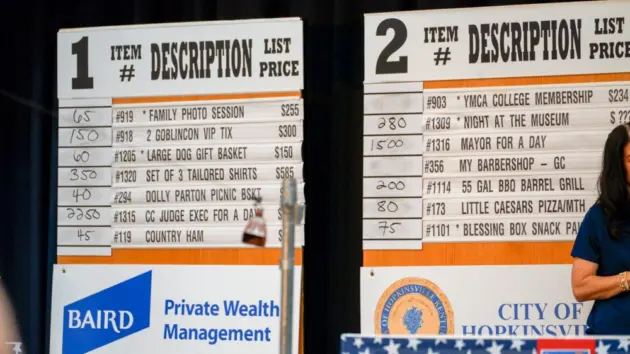 1 ITEM # DESCRIPTION LIST PRICE
65 #919 * FAMILY PHOTO SESSION $255
150 #918 2 GOBLINCON VIP TIX $300
60 #1205 * LARGE DOG GIFT BASKET $150
350 #1320 SET OF 3 TAILORED SHIRTS $585
40 #294 DOLLY PARTON PICNIC BSKT
2250 #1315 CC JUDGE EXEC FOR A DAY
45 #119 COUNTRY HAM
BAIRD Private Wealth
Management
2 ITEM # DESCRIPTION LIST PRICE
#903 * YMCA COLLEGE MEMBERSHIP $234
280 #1309 * NIGHT AT THE MUSEUM $
1500 #1316 MAYOR FOR A DAY
#356 MY BARBERSHOP - GC
200 #1114 55 GAL BBQ BARREL GRILL
80 #173 LITTLE CAESARS PIZZA/MTH
75 #1101 * BLESSING BOX SNACK PA
OF HOPKINSVILLE
CITY OF
HOPKINSV